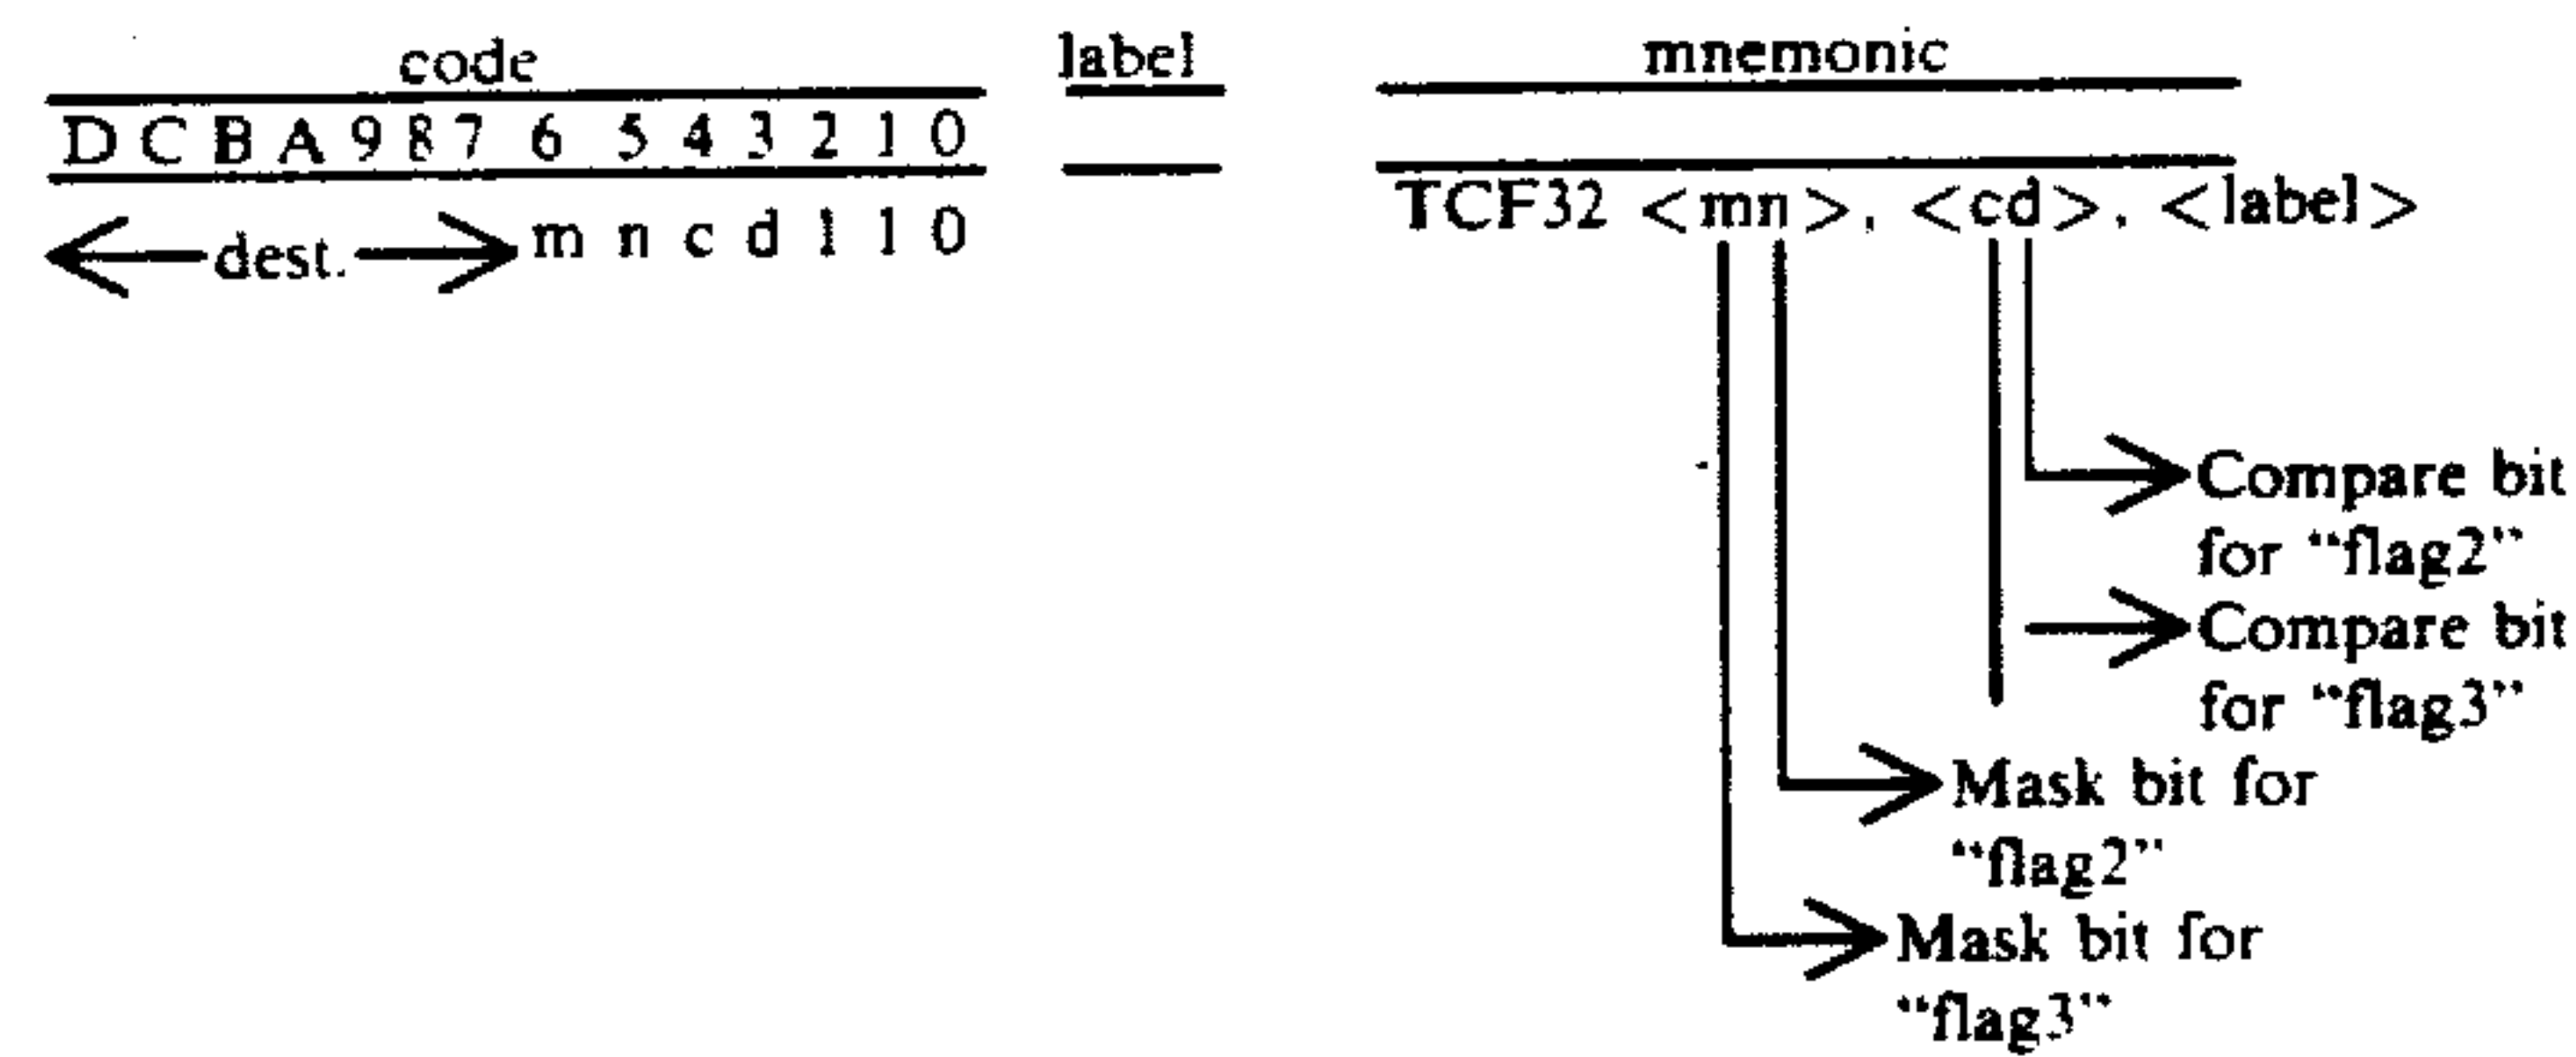 code label mnemonic
D C B A 9 8 7 6 5 4 3 2 1 0
TCF32 <mn>, <cd>, <label>
dest. m n c d 1 1 0
Compare bit
for "flag2"
Compare bit
for "flag3"
Mask bit for
"flag2"
Mask bit for
"flag3"